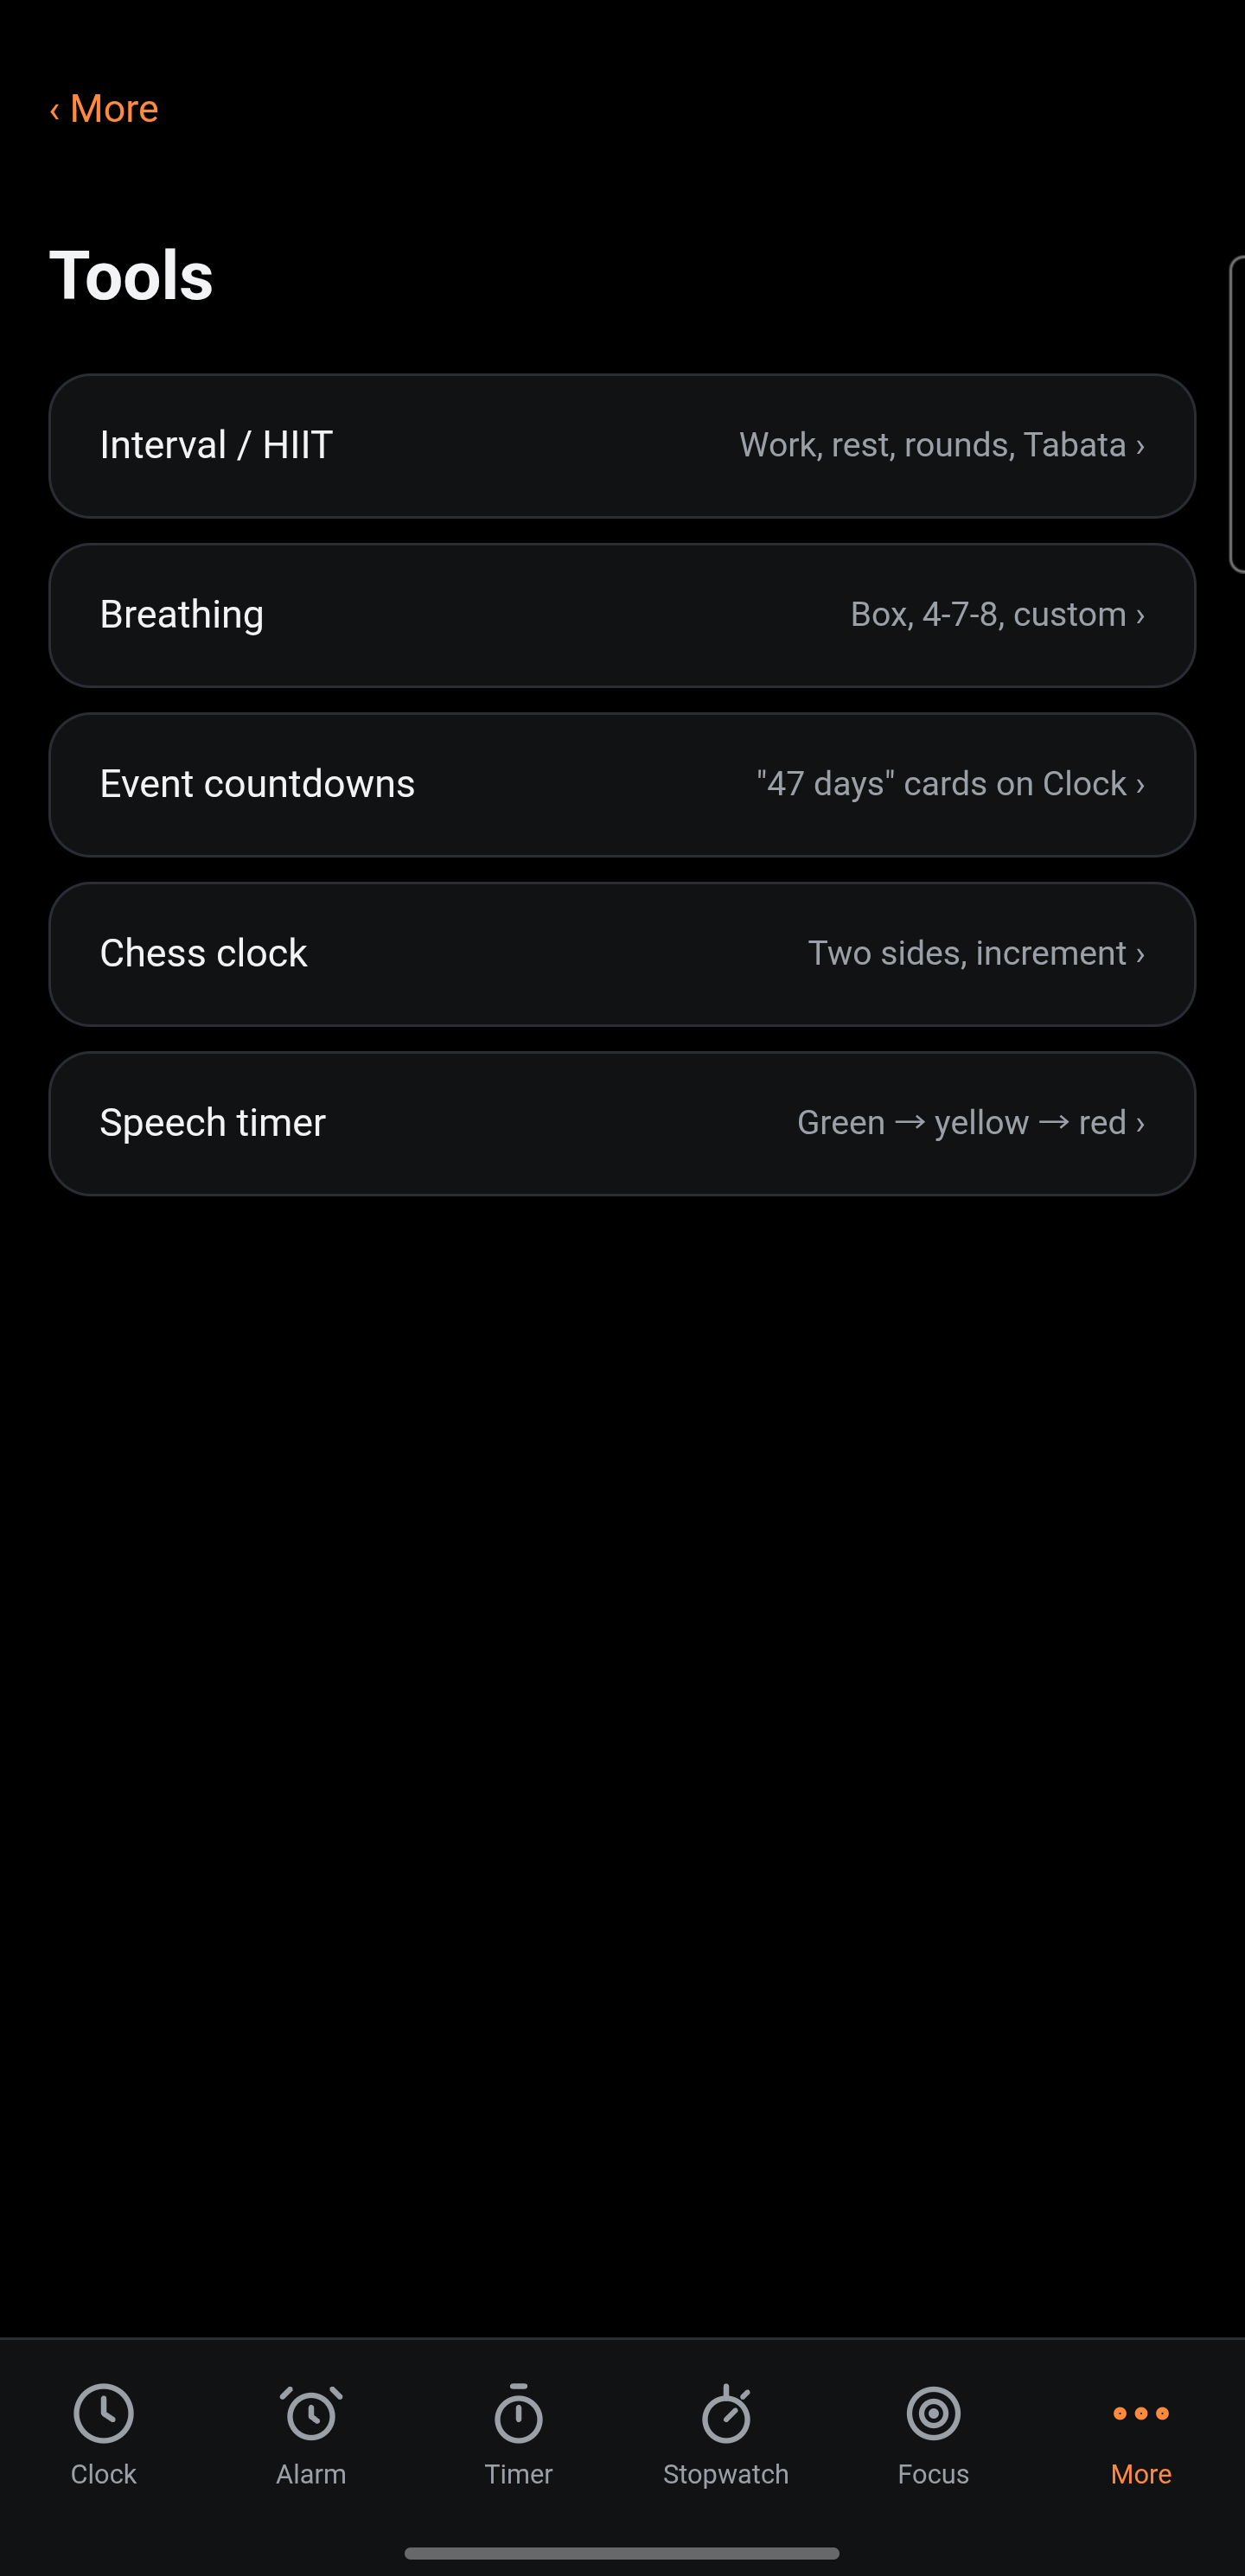 ‹ More
Tools
Interval / HIIT Work, rest, rounds, Tabata ›
Breathing Box, 4-7-8, custom ›
Event countdowns "47 days" cards on Clock ›
Chess clock Two sides, increment ›
Speech timer Green → yellow → red ›
Clock Alarm Timer Stopwatch Focus More